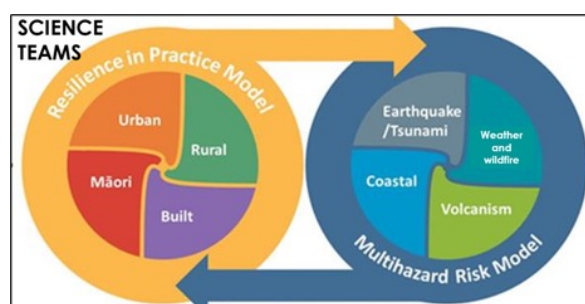 SCIENCE
TEAMS
Resilience in Practice Model
Urban
Rural
Māori
Built
Earthquake
/Tsunami
Weather
and
wildfire
Coastal
Volcanism
Multihazard Risk Model